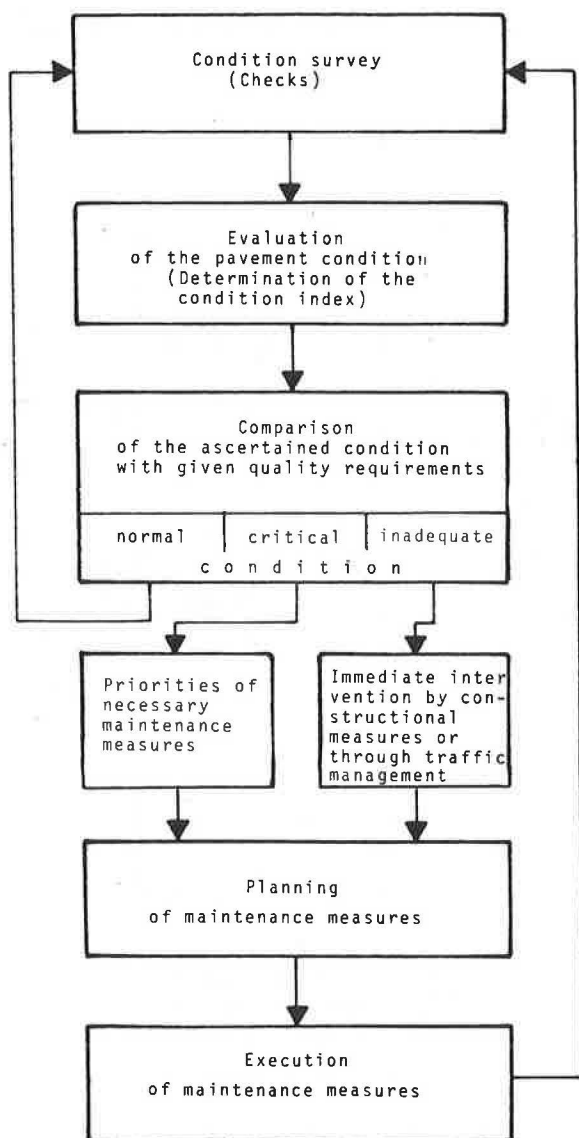 Condition survey
(Checks)
Evaluation
of the pavement condition
(Determination of the
condition index)
Comparison
of the ascertained condition
with given quality requirements
normal critical inadequate
condition
Priorities of
necessary
maintenance
measures
Immediate inter
vention by con-
structional
measures or
through traffic
management
Planning
of maintenance measures
Execution
of maintenance measures